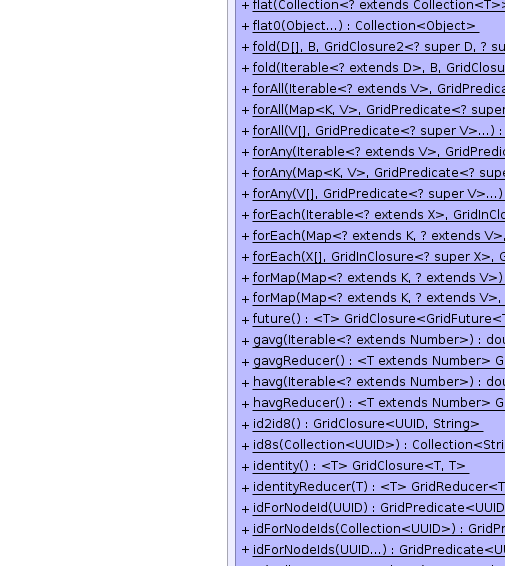 + flat(Collection<? extends Collection<T>>
+ flat0(Object...) : Collection<Object>
+ fold(D[], B, GridClosure2<? super D, ? su
+ fold(Iterable<? extends D>, B, GridClosu
+ forAll(Iterable<? extends V>, GridPredica
+ forAll(Map<K, V>, GridPredicate<? super
+ forAll(V[], GridPredicate<? super V>...) :
+ forAny(Iterable<? extends V>, GridPredic
+ forAny(Map<K, V>, GridPredicate<? supe
+ forAny(V[], GridPredicate<? super V>...)
+ forEach(Iterable<? extends X>, GridInClo
+ forEach(Map<? extends K, ? extends V>,
+ forEach(X[], GridInClosure<? super X>, G
+ forMap(Map<? extends K, ? extends V>)
+ forMap(Map<? extends K, ? extends V>,
+ future() : <T> GridClosure<GridFuture<T
+ gavg(Iterable<? extends Number>) : dou
+ gavgReducer() : <T extends Number> G
+ havg(Iterable<? extends Number>) : dou
+ havgReducer() : <T extends Number> G
+ id2id8() : GridClosure<UUID, String>
+ id8s(Collection<UUID>) : Collection<Stri
+ identity() : <T> GridClosure<T, T>
+ identityReducer(T) : <T> GridReducer<T
+ idForNodeId(UUID) : GridPredicate<UUID
+ idForNodeIds(Collection<UUID>) : GridPr
+ idForNodeIds(UUID...) : GridPredicate<UU